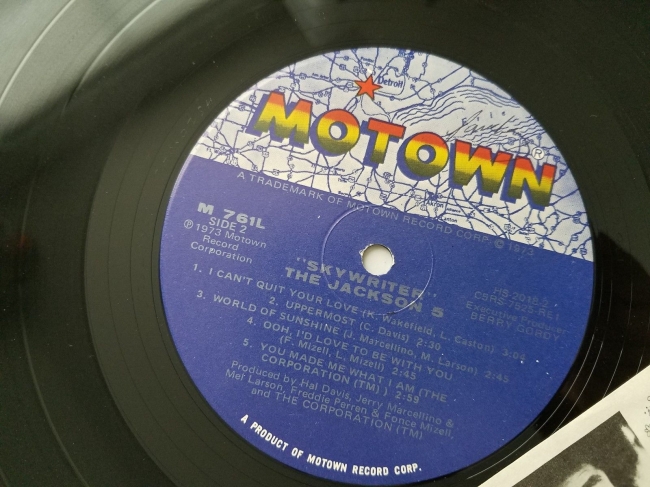 Detroit
MOTOWN®
A TRADEMARK OF MOTOWN RECORD CORP. © 1973
M 761L
SIDE 2
℗ 1973 Motown
Record
Corporation
"SKYWRITER"
THE JACKSON 5
Executive Producer:
BERRY GORDY
1. I CAN'T QUIT YOUR LOVE (K. Wakefield, L. Caston) 3:08
2. UPPERMOST (C. Davis) 2:30
3. WORLD OF SUNSHINE (J. Marcellino, M. Larson) 2:45
4. OOH, I'D LOVE TO BE WITH YOU
(F. Mizell, L. Mizell) 2:48
5. YOU MADE ME WHAT I AM (THE
CORPORATION (TM) ) 2:59
Produced by Hal Davis, Jerry Marcellino &
Mel Larson, Freddie Perren & Fonce Mizell,
and THE CORPORATION (TM)
A PRODUCT OF MOTOWN RECORD CORP.